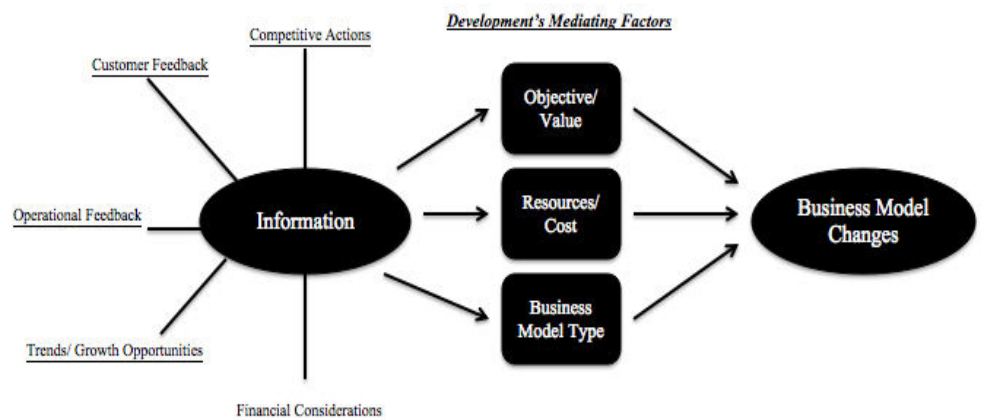 Development's Mediating Factors
Competitive Actions
Customer Feedback
Operational Feedback
Trends/ Growth Opportunities
Financial Considerations
Information
Objective/
Value
Resources/
Cost
Business
Model Type
Business Model
Changes